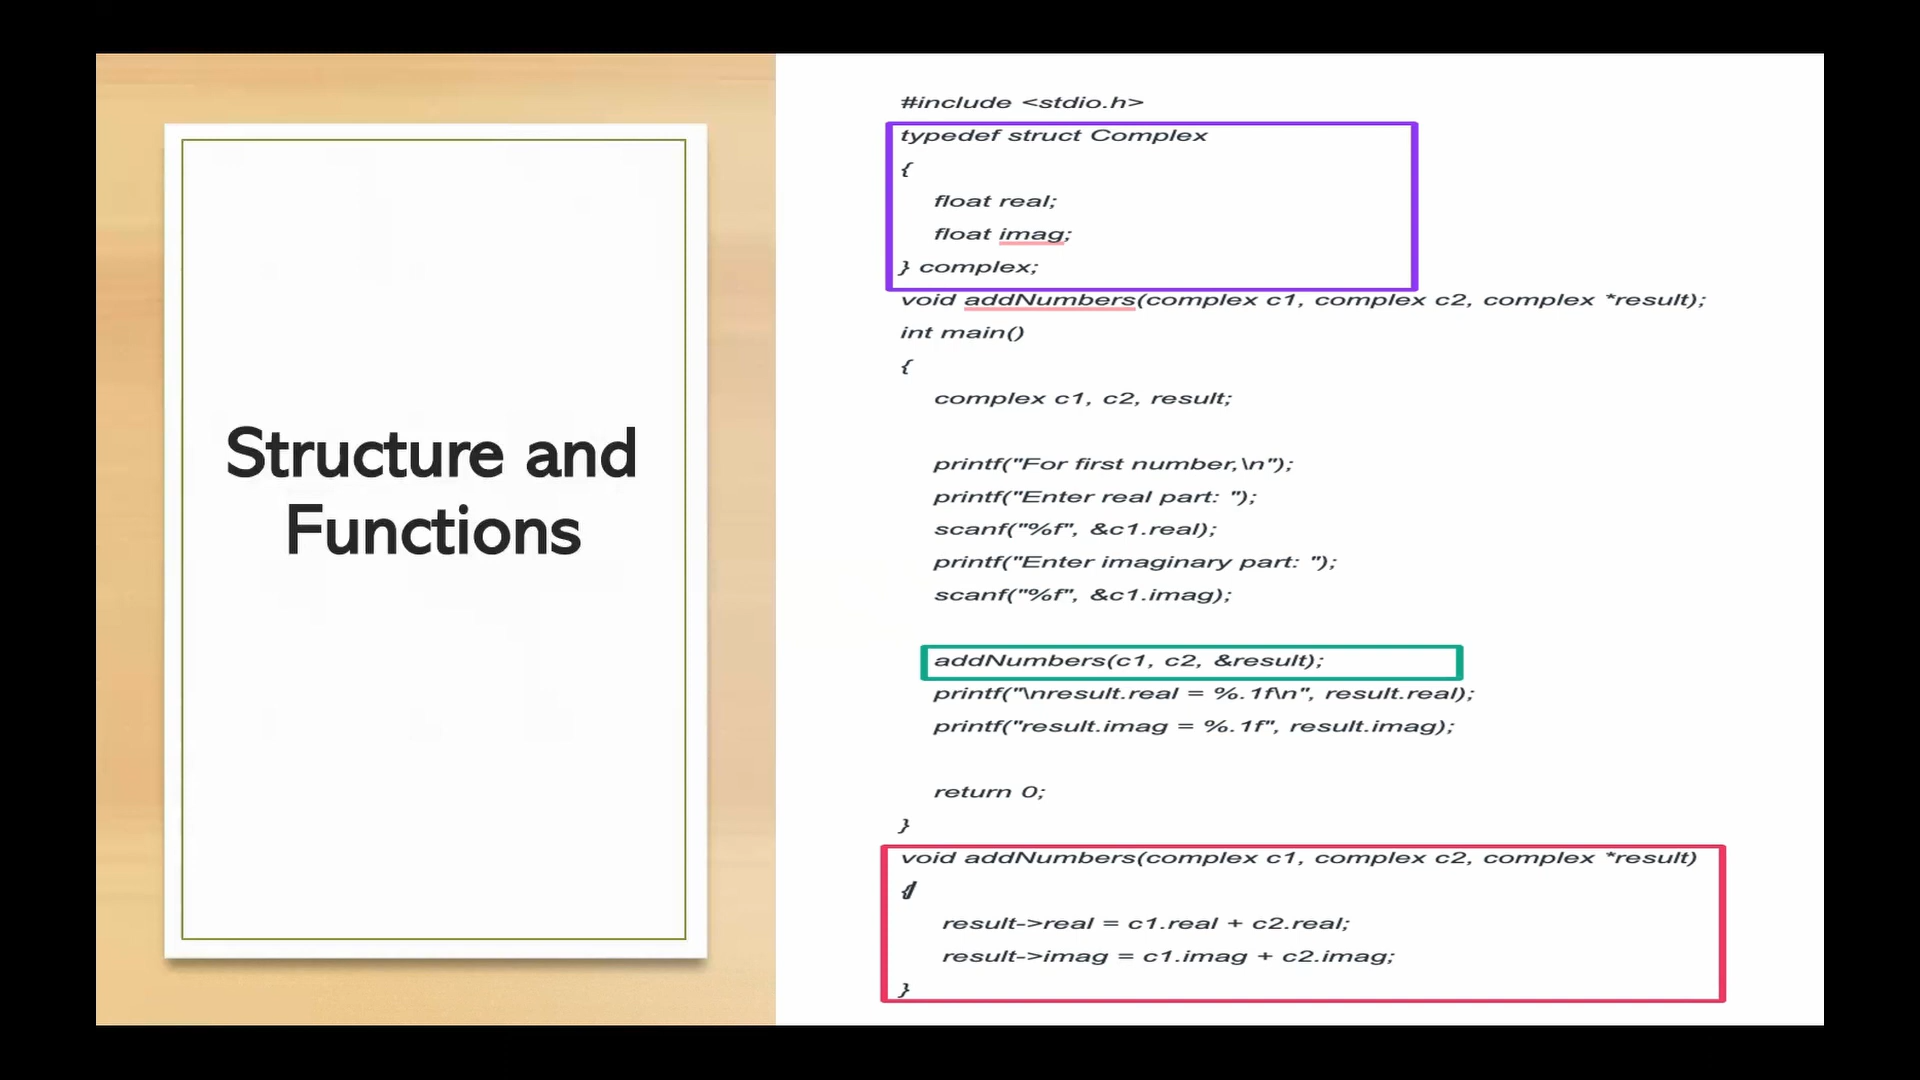 Structure and
Functions
#include <stdio.h>
typedef struct Complex
{
float real;
float imag;
} complex;
void addNumbers(complex c1, complex c2, complex *result);
int main()
{
complex c1, c2, result;
printf("For first number,\n");
printf("Enter real part: ");
scanf("%f", &c1.real);
printf("Enter imaginary part: ");
scanf("%f", &c1.imag);
addNumbers(c1, c2, &result);
printf("\nresult.real = %.1f\n", result.real);
printf("result.imag = %.1f", result.imag);
return 0;
}
void addNumbers(complex c1, complex c2, complex *result)
{
result->real = c1.real + c2.real;
result->imag = c1.imag + c2.imag;
}